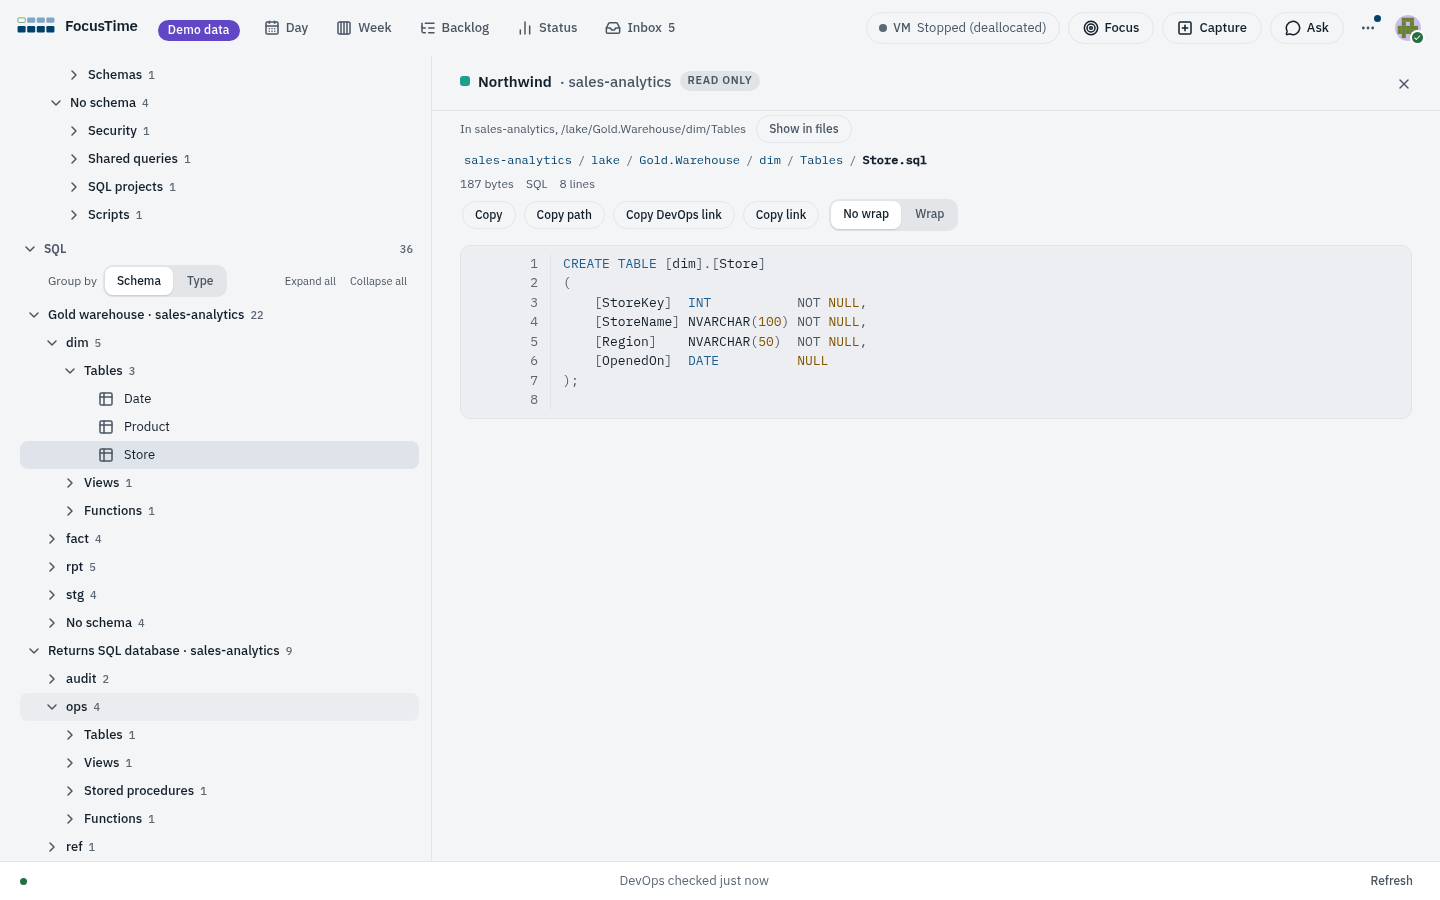 FocusTime Demo data Day Week Backlog Status Inbox 5 VM Stopped (deallocated) Focus Capture Ask
Schemas 1
No schema 4
Security 1
Shared queries 1
SQL projects 1
Scripts 1
SQL 36
Group by Schema Type Expand all Collapse all
Gold warehouse · sales-analytics 22
dim 5
Tables 3
Date
Product
Store
Views 1
Functions 1
fact 4
rpt 5
stg 4
No schema 4
Returns SQL database · sales-analytics 9
audit 2
ops 4
Tables 1
Views 1
Stored procedures 1
Functions 1
ref 1
Northwind · sales-analytics READ ONLY
In sales-analytics, /lake/Gold.Warehouse/dim/Tables Show in files
sales-analytics / lake / Gold.Warehouse / dim / Tables / Store.sql
187 bytes SQL 8 lines
Copy Copy path Copy DevOps link Copy link No wrap Wrap
1 CREATE TABLE [dim].[Store]
2 (
3     [StoreKey]  INT           NOT NULL,
4     [StoreName] NVARCHAR(100) NOT NULL,
5     [Region]    NVARCHAR(50)  NOT NULL,
6     [OpenedOn]  DATE          NULL
7 );
8
DevOps checked just now Refresh